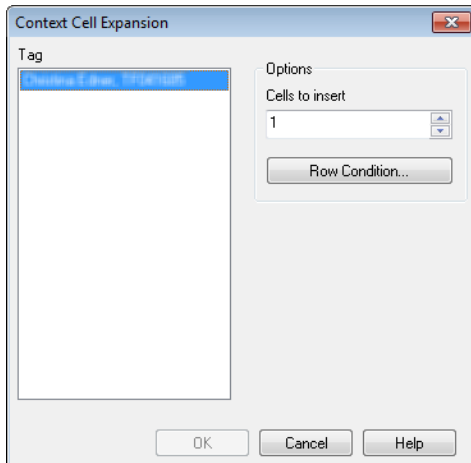 Context Cell Expansion
Tag
Options
Cells to insert
1
Row Condition...
OK
Cancel
Help